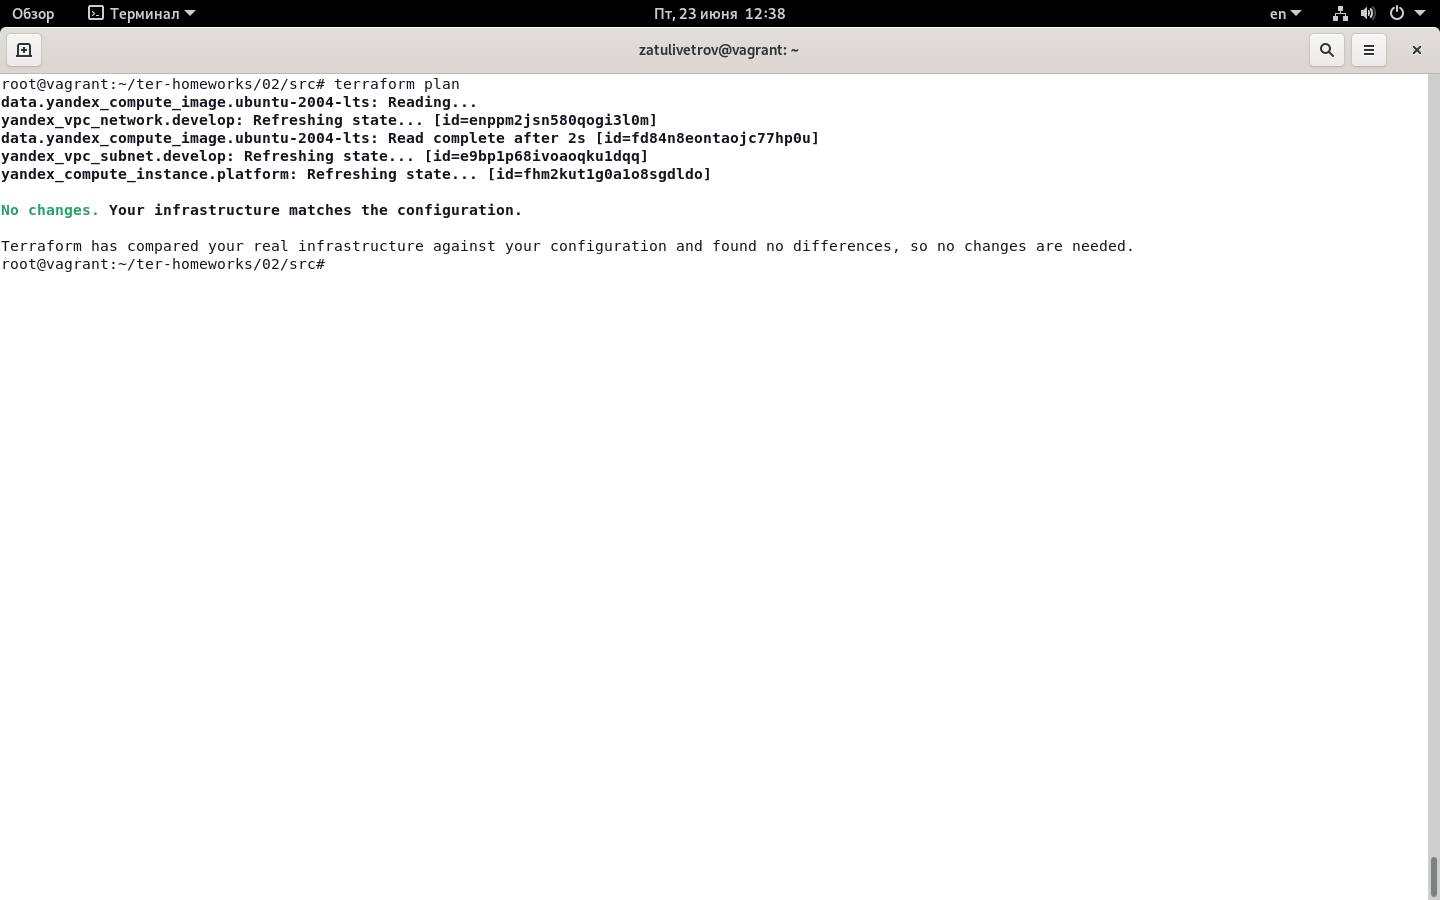 Обзор Терминал Пт, 23 июня 12:38 en
zatulivetrov@vagrant: ~
root@vagrant:~/ter-homeworks/02/src# terraform plan
data.yandex_compute_image.ubuntu-2004-lts: Reading...
yandex_vpc_network.develop: Refreshing state... [id=enppm2jsn580qogi3l0m]
data.yandex_compute_image.ubuntu-2004-lts: Read complete after 2s [id=fd84n8eontaojc77hp0u]
yandex_vpc_subnet.develop: Refreshing state... [id=e9bp1p68ivoaoqku1dqq]
yandex_compute_instance.platform: Refreshing state... [id=fhm2kut1g0a1o8sgdldo]
No changes. Your infrastructure matches the configuration.
Terraform has compared your real infrastructure against your configuration and found no differences, so no changes are needed.
root@vagrant:~/ter-homeworks/02/src#